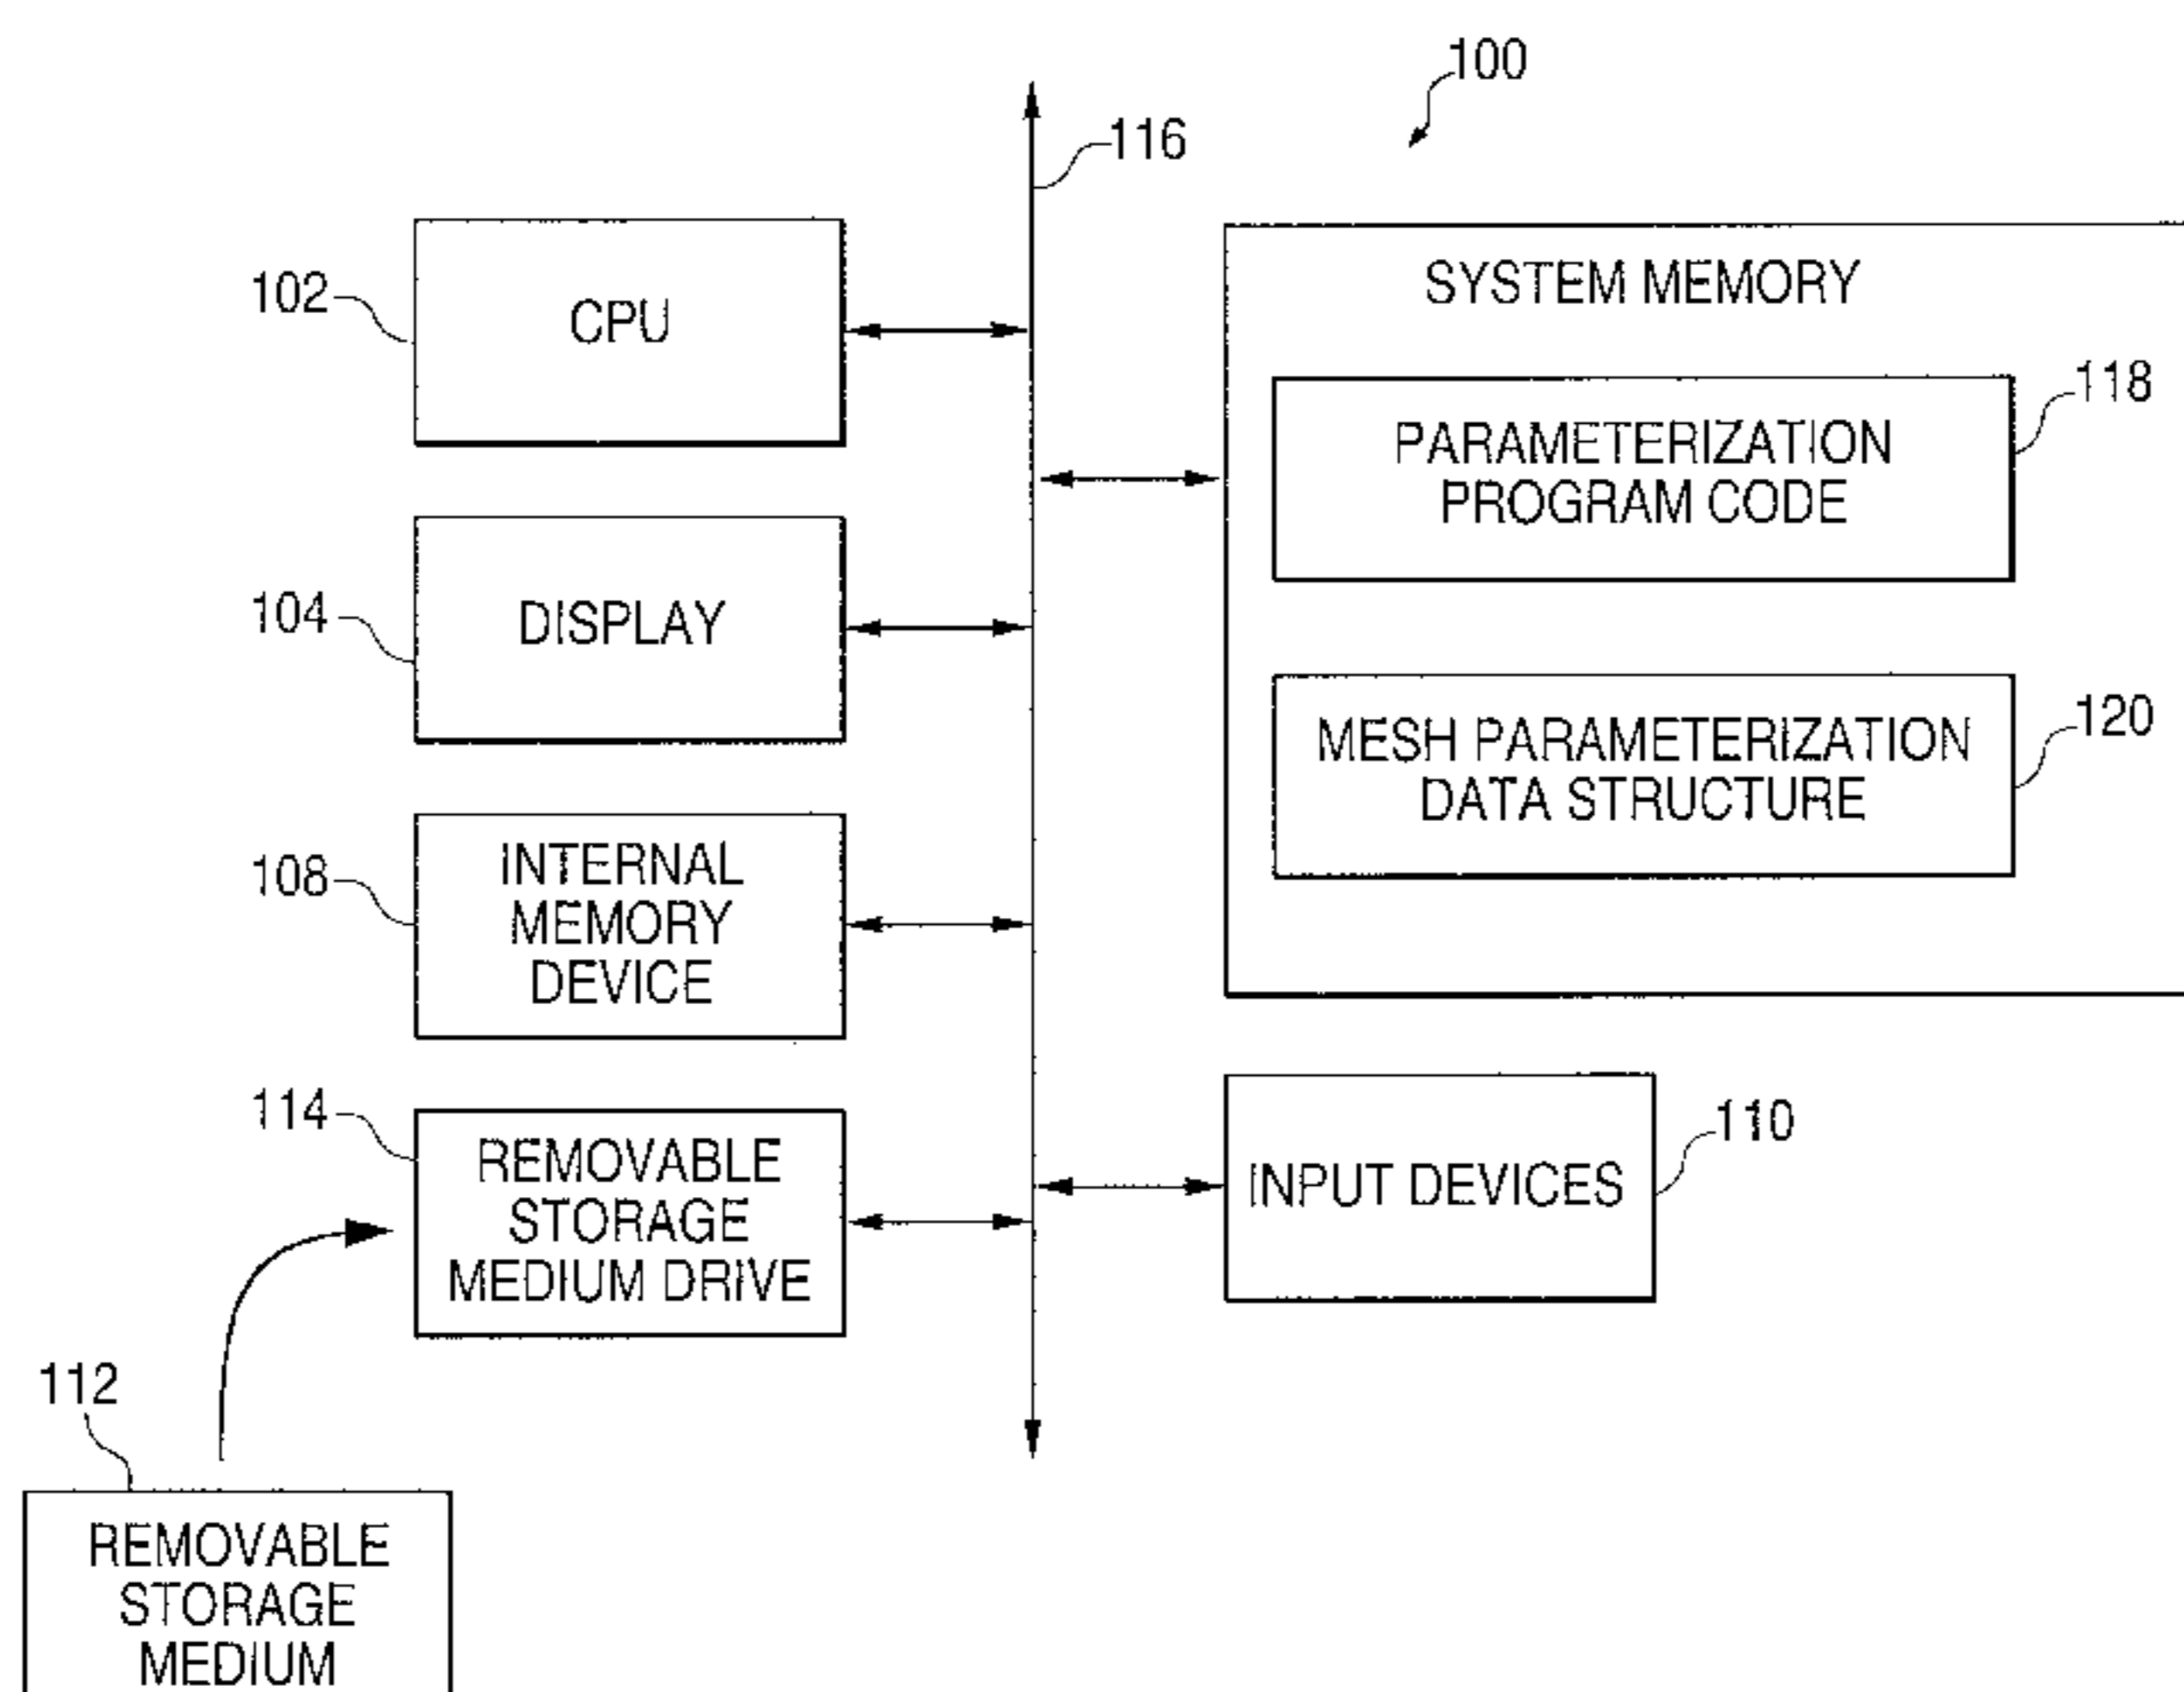 100
116
102
CPU
SYSTEM MEMORY
118
PARAMETERIZATION
PROGRAM CODE
104
DISPLAY
120
MESH PARAMETERIZATION
DATA STRUCTURE
108
INTERNAL
MEMORY
DEVICE
114
REMOVABLE
STORAGE
MEDIUM DRIVE
110
INPUT DEVICES
112
REMOVABLE
STORAGE
MEDIUM